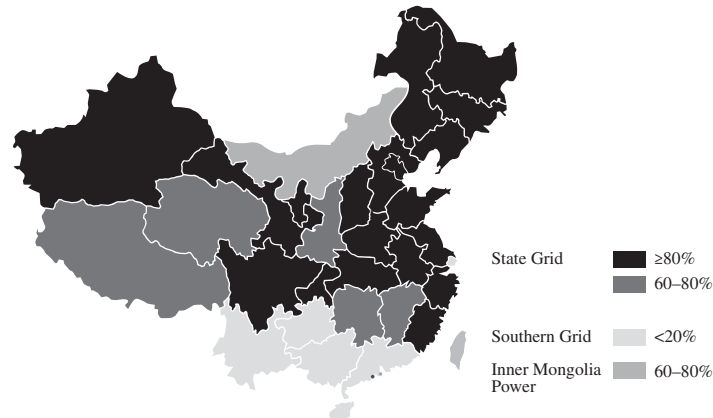 State Grid ≥80%
60–80%
Southern Grid <20%
Inner Mongolia 60–80%
Power